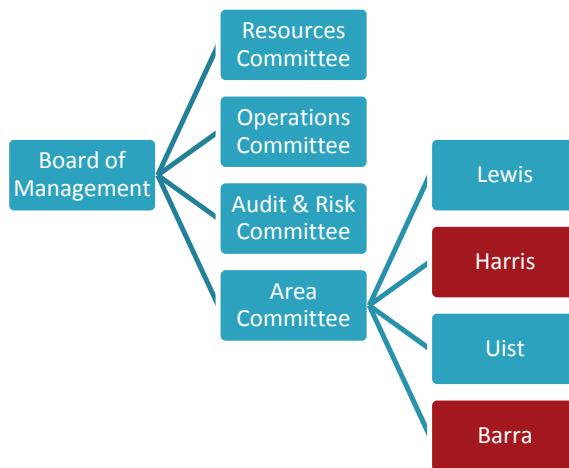 Resources
Committee
Operations
Committee
Board of
Management
Audit & Risk
Committee
Area
Committee
Lewis
Harris
Uist
Barra